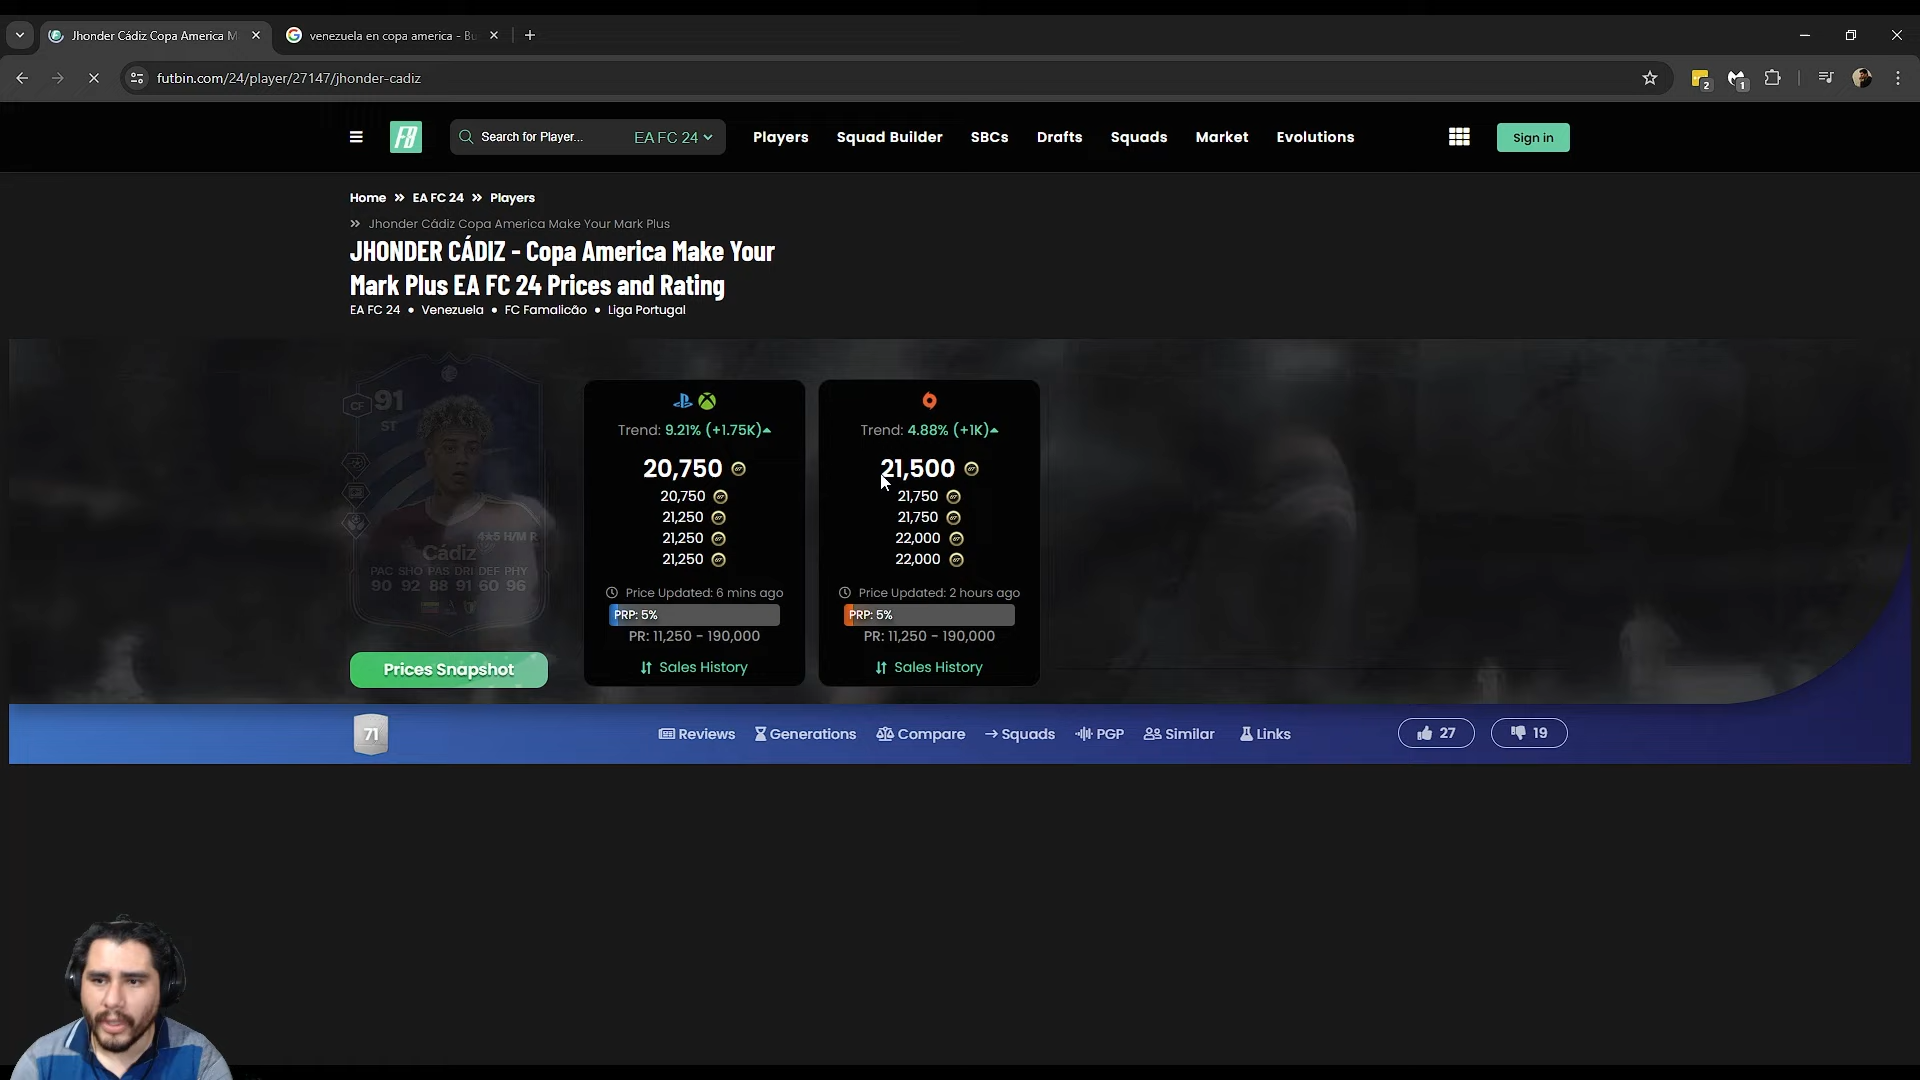 Jhonder Cádiz Copa America M
venezuela en copa america - Bu
futbin.com/24/player/27147/jhonder-cadiz
2
1
Search for Player...
EA FC 24
Players
Squad Builder
SBCs
Drafts
Squads
Market
Evolutions
Sign in
Home » EA FC 24 » Players
» Jhonder Cádiz Copa America Make Your Mark Plus
JHONDER CÁDIZ - Copa America Make Your
Mark Plus EA FC 24 Prices and Rating
EA FC 24 • Venezuela • FC Famalicão • Liga Portugal
CF 91
ST
4★5 H/M R
Cádiz
PAC SHO PAS DRI DEF PHY
90 92 88 91 60 96
Prices Snapshot
Trend: 9.21% (+1.75K)
20,750
20,750
21,250
21,250
21,250
Price Updated: 6 mins ago
PRP: 5%
PR: 11,250 - 190,000
Sales History
Trend: 4.88% (+1K)
21,500
21,750
21,750
22,000
22,000
Price Updated: 2 hours ago
PRP: 5%
PR: 11,250 - 190,000
Sales History
71
Reviews
Generations
Compare
Squads
PGP
Similar
Links
27
19